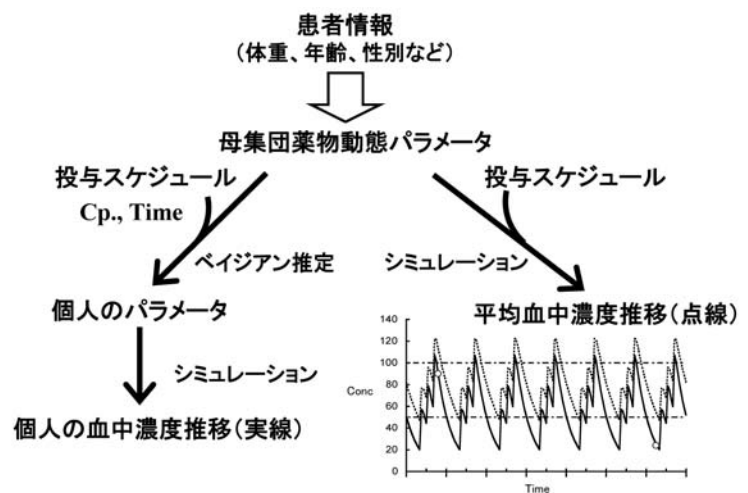 患者情報
（体重、年齢、性別など）
母集団薬物動態パラメータ
投与スケジュール
Cp., Time
投与スケジュール
ベイジアン推定
シミュレーション
個人のパラメータ
平均血中濃度推移（点線）
シミュレーション
個人の血中濃度推移（実線）
140
120
100
80
60
40
20
0
Conc
Time